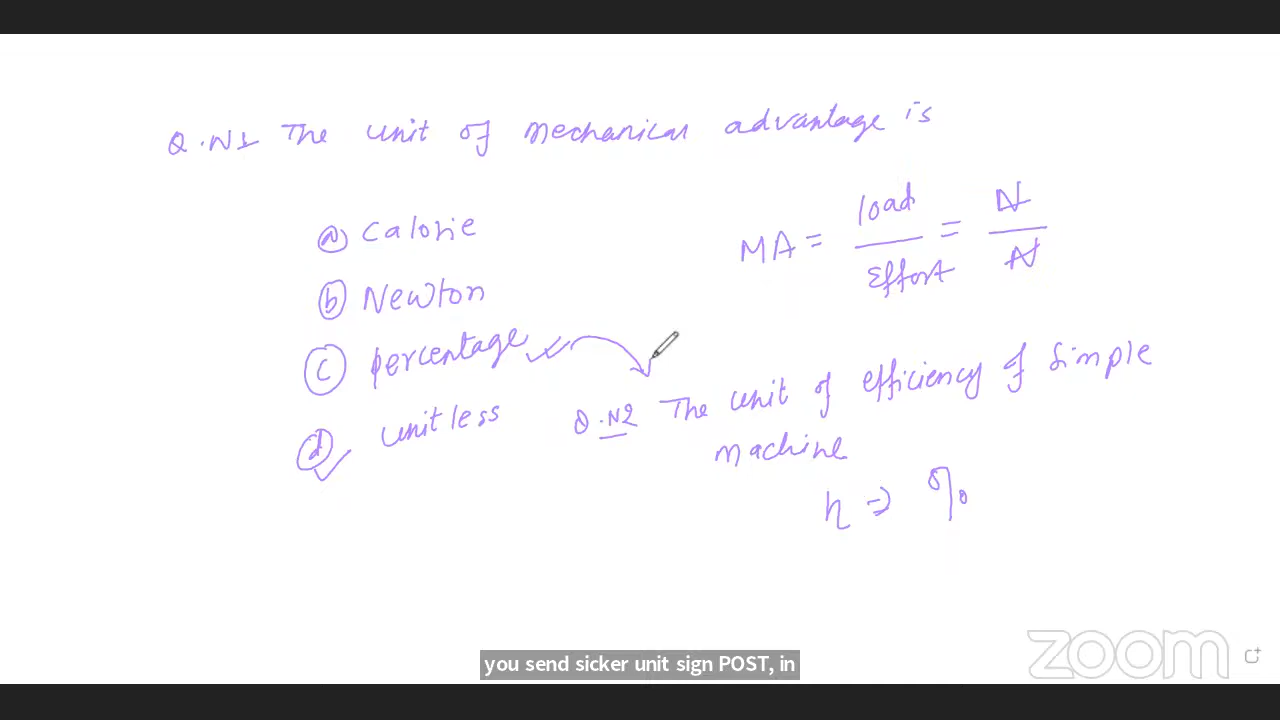 Q.N1 The unit of mechanical advantage is
(a) Calorie
(b) Newton
(c) percentage
(d) unitless
MA = load / Effort = N / N
Q.N2 The unit of efficiency of simple
machine
η ⇒ %
zoom
you send sicker unit sign POST, in